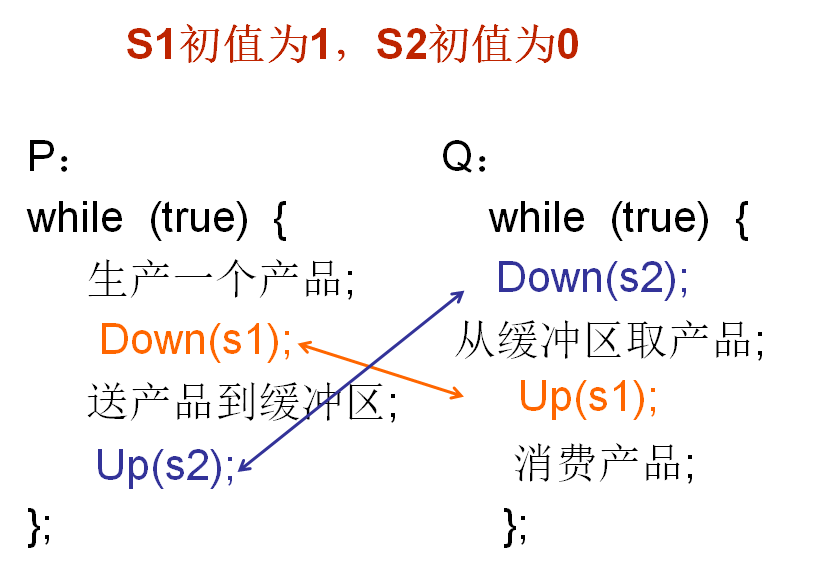 S1初值为1，S2初值为0
P：
while (true) {
生产一个产品;
Down(s1);
送产品到缓冲区;
Up(s2);
};
Q：
while (true) {
Down(s2);
从缓冲区取产品;
Up(s1);
消费产品;
};